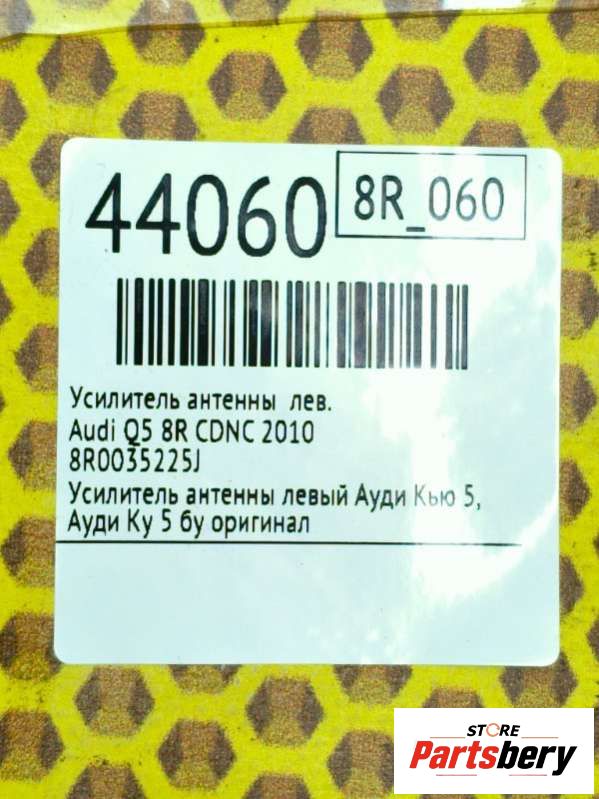 44060
8R_060
Усилитель антенны лев.
Audi Q5 8R CDNC 2010
8R0035225J
Усилитель антенны левый Ауди Кью 5,
Ауди Ку 5 бу оригинал
STORE
Partsbery